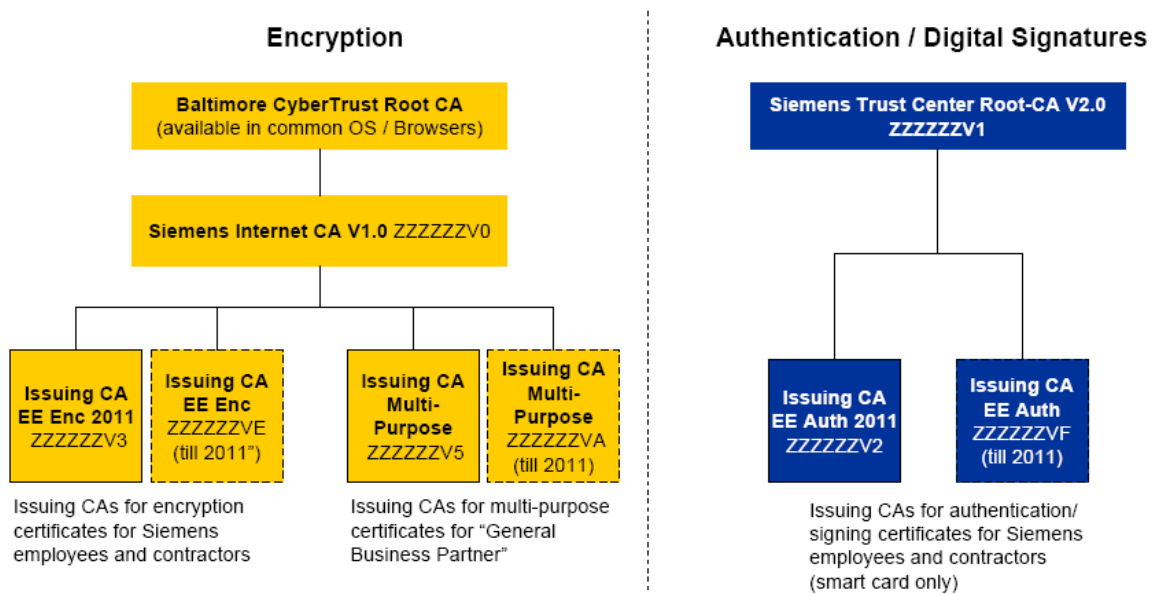 Encryption
Baltimore CyberTrust Root CA
(available in common OS / Browsers)
Siemens Internet CA V1.0 ZZZZZZV0
Issuing CA
EE Enc 2011
ZZZZZZV3
Issuing CA
EE Enc
ZZZZZZVE
(till 2011”)
Issuing CAs for encryption
certificates for Siemens
employees and contractors
Issuing CA
Multi-
Purpose
ZZZZZZV5
Issuing CA
Multi-
Purpose
ZZZZZZVA
(till 2011)
Issuing CAs for multi-purpose
certificates for “General
Business Partner”
Authentication / Digital Signatures
Siemens Trust Center Root-CA V2.0
ZZZZZZV1
Issuing CA
EE Auth 2011
ZZZZZZV2
Issuing CA
EE Auth
ZZZZZZVF
(till 2011)
Issuing CAs for authentication/
signing certificates for Siemens
employees and contractors
(smart card only)